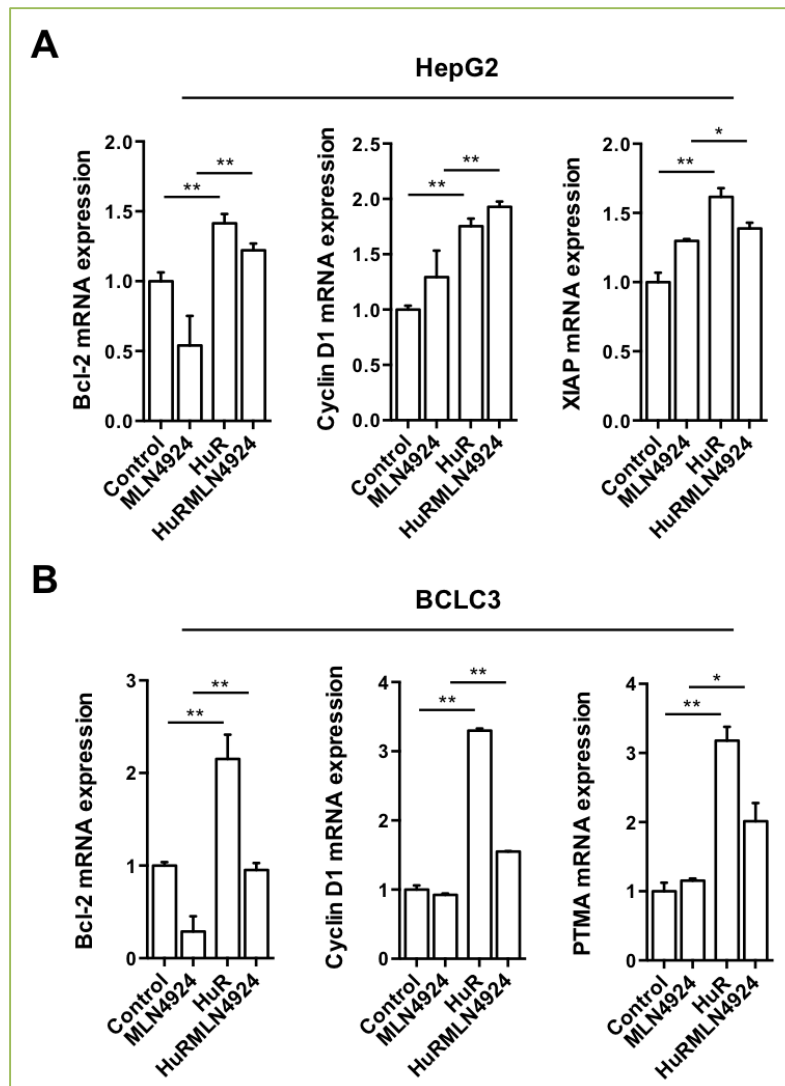 A
HepG2
Bcl-2 mRNA expression
2.0
1.5
1.0
0.5
0.0
**
**
Control
MLN4924
HuR
HuRMLN4924
Cyclin D1 mRNA expression
2.5
2.0
1.5
1.0
0.5
0.0
**
**
Control
MLN4924
HuR
HuRMLN4924
XIAP mRNA expression
2.0
1.5
1.0
0.5
0.0
**
*
Control
MLN4924
HuR
HuRMLN4924
B
BCLC3
Bcl-2 mRNA expression
3
2
1
0
**
**
Control
MLN4924
HuR
HuRMLN4924
Cyclin D1 mRNA expression
4
3
2
1
0
**
**
Control
MLN4924
HuR
HuRMLN4924
PTMA mRNA expression
4
3
2
1
0
**
*
Control
MLN4924
HuR
HuRMLN4924